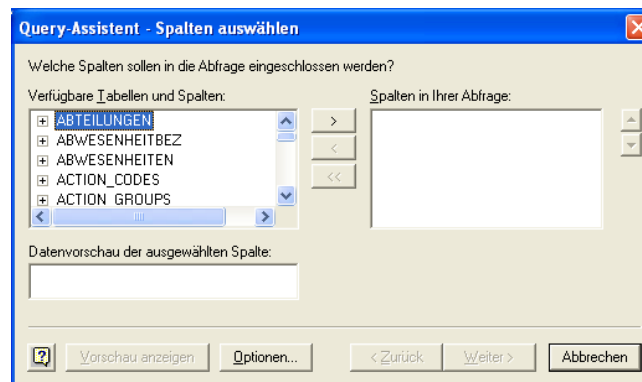 Query-Assistent - Spalten auswählen
Welche Spalten sollen in die Abfrage eingeschlossen werden?
Verfügbare Tabellen und Spalten:
Spalten in Ihrer Abfrage:
ABTEILUNGEN
ABWESENHEITBEZ
ABWESENHEITEN
ACTION_CODES
ACTION_GROUPS
>
<
<<
Datenvorschau der ausgewählten Spalte:
Vorschau anzeigen
Optionen...
< Zurück
Weiter >
Abbrechen